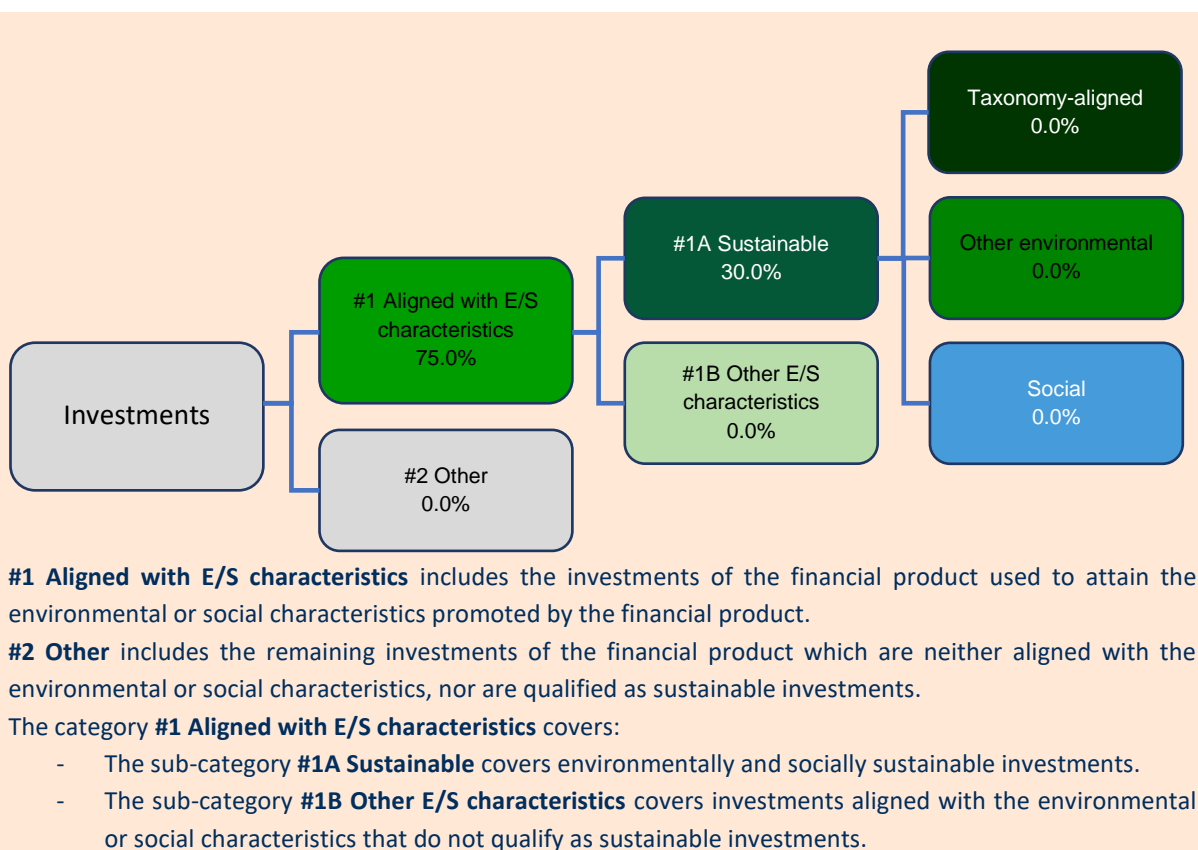 Taxonomy-aligned
0.0%
#1A Sustainable
30.0%
Other environmental
0.0%
#1 Aligned with E/S
characteristics
75.0%
Investments
#1B Other E/S
characteristics
0.0%
Social
0.0%
#2 Other
0.0%
#1 Aligned with E/S characteristics includes the investments of the financial product used to attain the
environmental or social characteristics promoted by the financial product.
#2 Other includes the remaining investments of the financial product which are neither aligned with the
environmental or social characteristics, nor are qualified as sustainable investments.
The category #1 Aligned with E/S characteristics covers:
- The sub-category #1A Sustainable covers environmentally and socially sustainable investments.
- The sub-category #1B Other E/S characteristics covers investments aligned with the environmental
or social characteristics that do not qualify as sustainable investments.